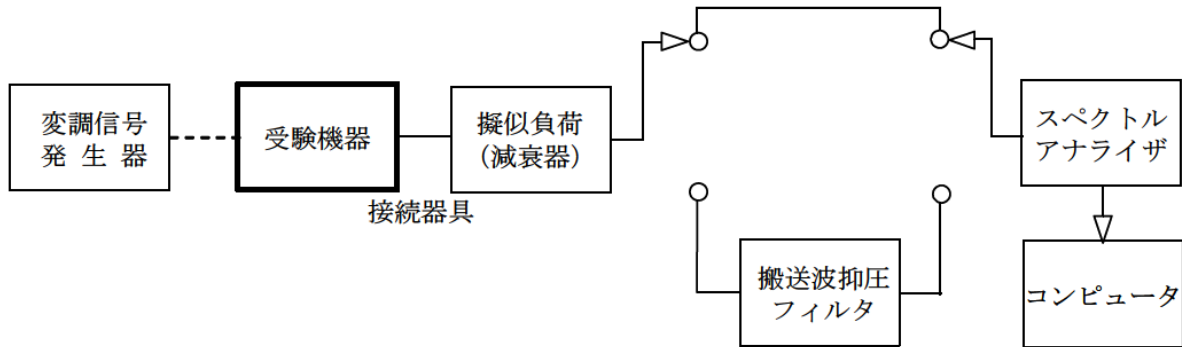 変調信号
発生器
受験機器
接続器具
擬似負荷
(減衰器)
搬送波抑圧
フィルタ
スペクトル
アナライザ
コンピュータ